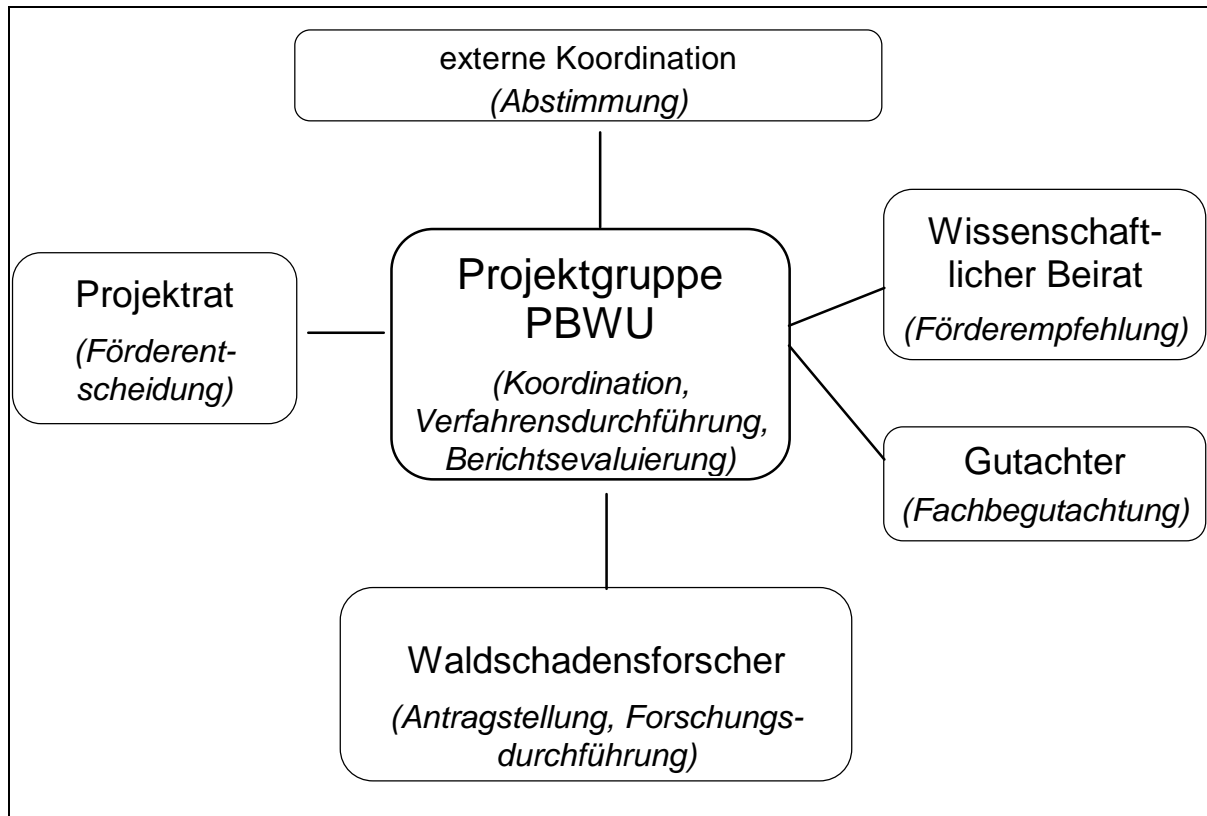 externe Koordination
(Abstimmung)
Projektrat
(Förderent-
scheidung)
Projektgruppe
PBWU
(Koordination,
Verfahrensdurchführung,
Berichtsevaluierung)
Wissenschaft-
licher Beirat
(Förderempfehlung)
Gutachter
(Fachbegutachtung)
Waldschadensforscher
(Antragstellung, Forschungs-
durchführung)